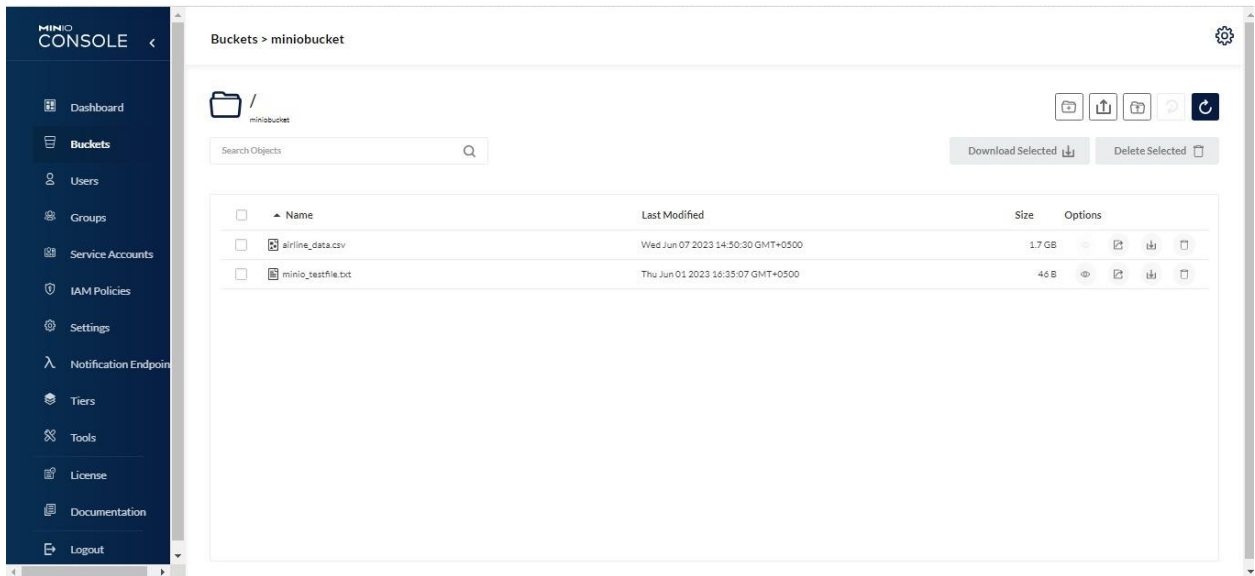 MINIO
CONSOLE
Dashboard
Buckets
Users
Groups
Service Accounts
IAM Policies
Settings
Notification Endpoin
Tiers
Tools
License
Documentation
Logout
Buckets > miniobucket
/
miniobucket
Search Objects
Download Selected Delete Selected
Name Last Modified Size Options
airline_data.csv Wed Jun 07 2023 14:50:30 GMT+0500 1.7 GB
minio_testfile.txt Thu Jun 01 2023 16:35:07 GMT+0500 46 B